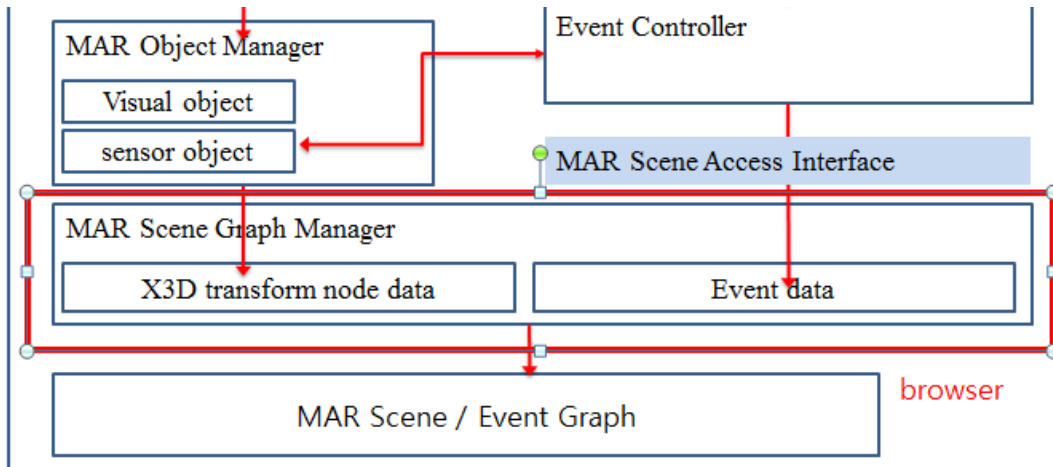 MAR Object Manager
Visual object
sensor object
Event Controller
MAR Scene Access Interface
MAR Scene Graph Manager
X3D transform node data
Event data
MAR Scene / Event Graph
browser